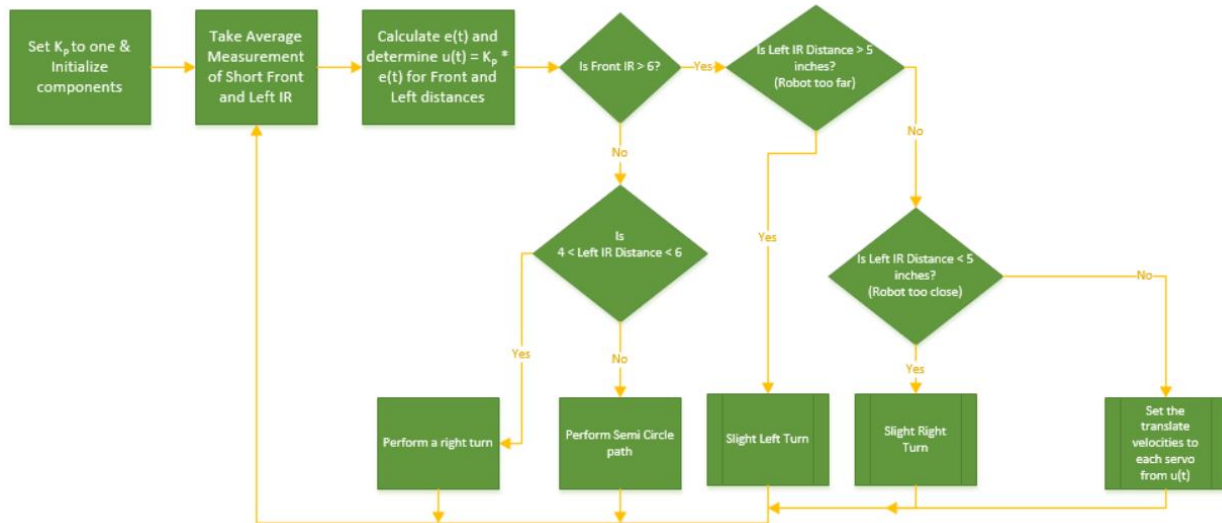 Set Kₚ to one &
Initialize
components
Take Average
Measurement
of Short Front
and Left IR
Calculate e(t) and
determine u(t) = Kₚ *
e(t) for Front and
Left distances
Is Front IR > 6?
Yes
Is Left IR Distance > 5
inches?
(Robot too far)
No
No
Is
4 < Left IR Distance < 6
Yes
Is Left IR Distance < 5
inches?
(Robot too close)
No
Yes
No
Yes
Perform a right turn
Perform Semi Circle
path
Slight Left Turn
Slight Right
Turn
Set the
translate
velocities to
each servo
from u(t)